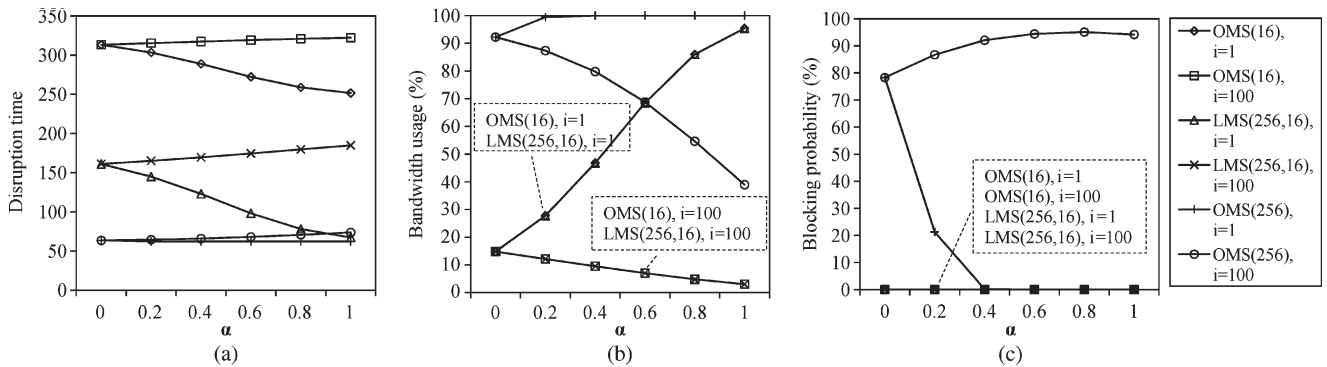 350
300
250
200
150
100
50
0
Disruption time
0 0.2 0.4 0.6 0.8 1
α
(a)
100
90
80
70
60
50
40
30
20
10
0
Bandwidth usage (%)
OMS(16), i=1
LMS(256,16), i=1
OMS(16), i=100
LMS(256,16), i=100
0 0.2 0.4 0.6 0.8 1
α
(b)
100
90
80
70
60
50
40
30
20
10
0
Blocking probability (%)
OMS(16), i=1
OMS(16), i=100
LMS(256,16), i=1
LMS(256,16), i=100
0 0.2 0.4 0.6 0.8 1
α
(c)
OMS(16),
i=1
OMS(16),
i=100
LMS(256,16),
i=1
LMS(256,16),
i=100
OMS(256),
i=1
OMS(256),
i=100